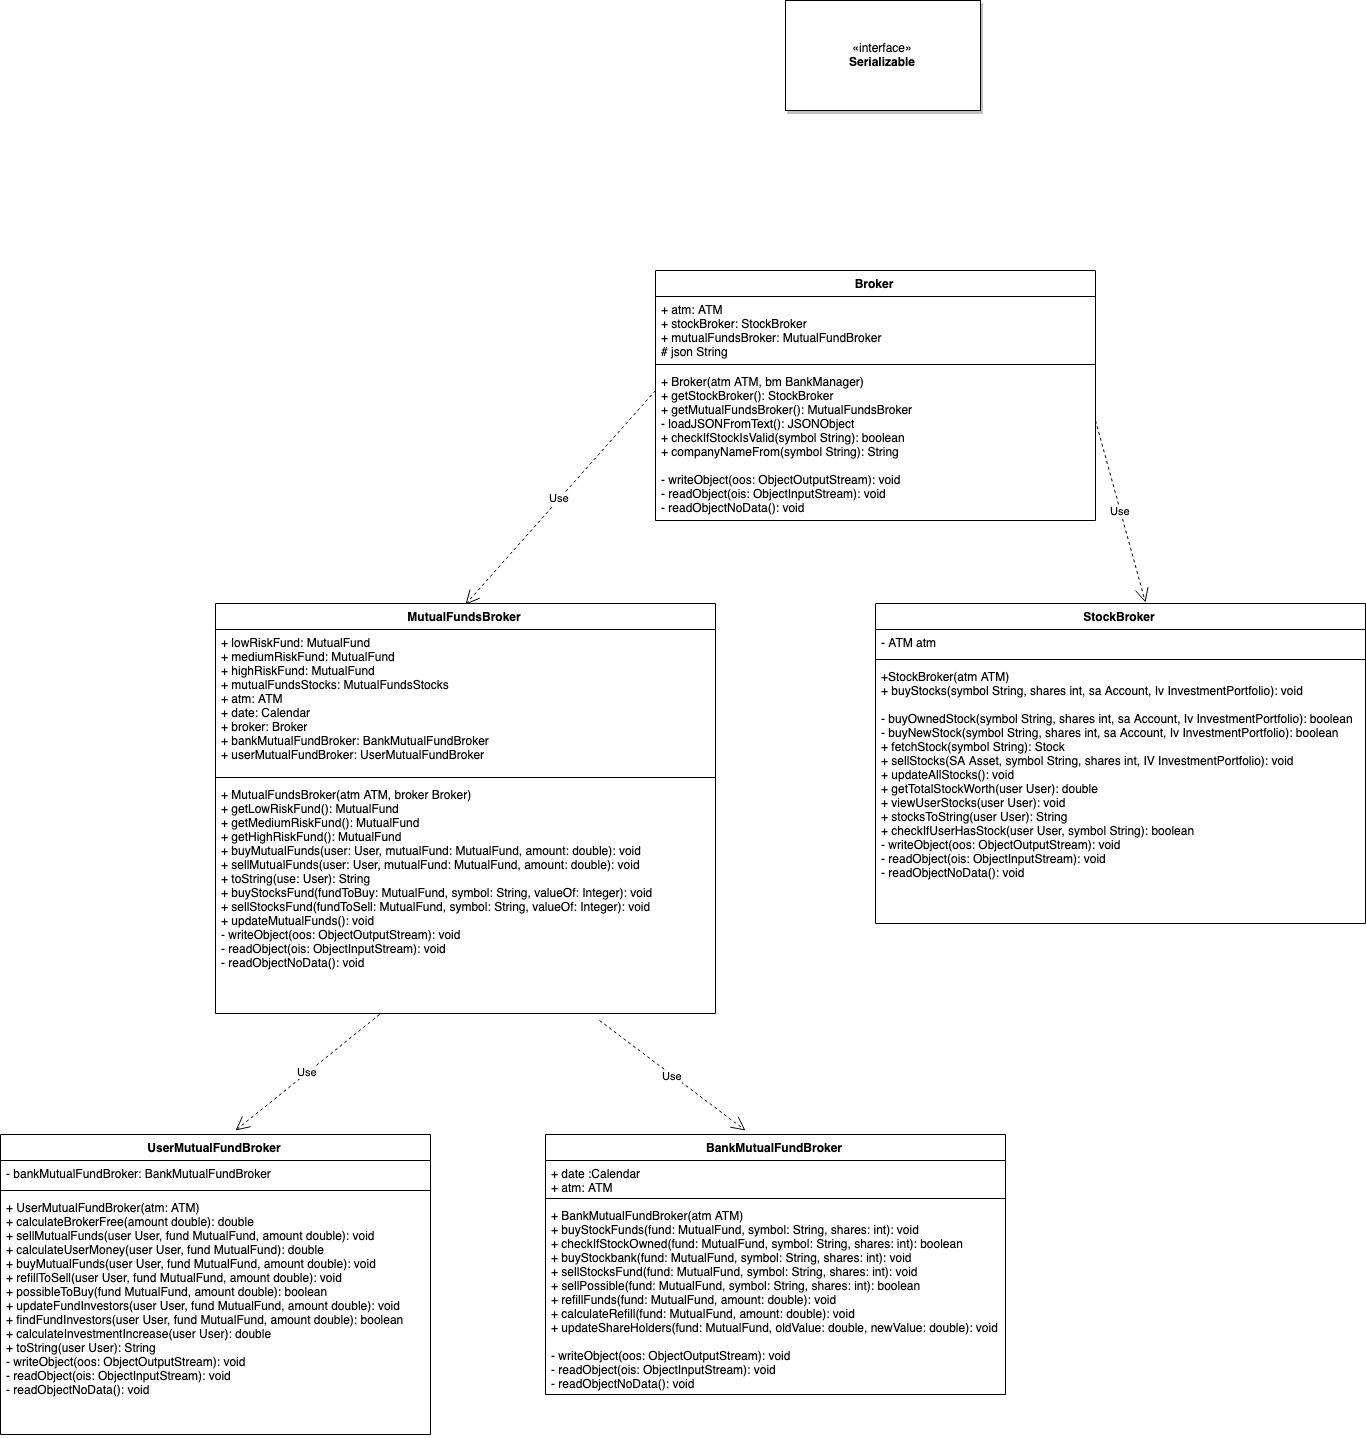 «interface»
Serializable
Broker
+ atm: ATM
+ stockBroker: StockBroker
+ mutualFundsBroker: MutualFundBroker
# json String
+ Broker(atm ATM, bm BankManager)
+ getStockBroker(): StockBroker
+ getMutualFundsBroker(): MutualFundsBroker
- loadJSONFromText(): JSONObject
+ checkIfStockIsValid(symbol String): boolean
+ companyNameFrom(symbol String): String
- writeObject(oos: ObjectOutputStream): void
- readObject(ois: ObjectInputStream): void
- readObjectNoData(): void
Use
Use
MutualFundsBroker
+ lowRiskFund: MutualFund
+ mediumRiskFund: MutualFund
+ highRiskFund: MutualFund
+ mutualFundsStocks: MutualFundsStocks
+ atm: ATM
+ date: Calendar
+ broker: Broker
+ bankMutualFundBroker: BankMutualFundBroker
+ userMutualFundBroker: UserMutualFundBroker
+ MutualFundsBroker(atm ATM, broker Broker)
+ getLowRiskFund(): MutualFund
+ getMediumRiskFund(): MutualFund
+ getHighRiskFund(): MutualFund
+ buyMutualFunds(user: User, mutualFund: MutualFund, amount: double): void
+ sellMutualFunds(user: User, mutualFund: MutualFund, amount: double): void
+ toString(use: User): String
+ buyStocksFund(fundToBuy: MutualFund, symbol: String, valueOf: Integer): void
+ sellStocksFund(fundToSell: MutualFund, symbol: String, valueOf: Integer): void
+ updateMutualFunds(): void
- writeObject(oos: ObjectOutputStream): void
- readObject(ois: ObjectInputStream): void
- readObjectNoData(): void
StockBroker
- ATM atm
+StockBroker(atm ATM)
+ buyStocks(symbol String, shares int, sa Account, Iv InvestmentPortfolio): void
- buyOwnedStock(symbol String, shares int, sa Account, Iv InvestmentPortfolio): boolean
- buyNewStock(symbol String, shares int, sa Account, Iv InvestmentPortfolio): boolean
+ fetchStock(symbol String): Stock
+ sellStocks(SA Asset, symbol String, shares int, IV InvestmentPortfolio): void
+ updateAllStocks(): void
+ getTotalStockWorth(user User): double
+ viewUserStocks(user User): void
+ stocksToString(user User): String
+ checkIfUserHasStock(user User, symbol String): boolean
- writeObject(oos: ObjectOutputStream): void
- readObject(ois: ObjectInputStream): void
- readObjectNoData(): void
Use
Use
UserMutualFundBroker
- bankMutualFundBroker: BankMutualFundBroker
+ UserMutualFundBroker(atm: ATM)
+ calculateBrokerFree(amount double): double
+ sellMutualFunds(user User, fund MutualFund, amount double): void
+ calculateUserMoney(user User, fund MutualFund): double
+ buyMutualFunds(user User, fund MutualFund, amount double): void
+ refillToSell(user User, fund MutualFund, amount double): void
+ possibleToBuy(fund MutualFund, amount double): boolean
+ updateFundInvestors(user User, fund MutualFund, amount double): void
+ findFundInvestors(user User, fund MutualFund, amount double): boolean
+ calculateInvestmentIncrease(user User): double
+ toString(user User): String
- writeObject(oos: ObjectOutputStream): void
- readObject(ois: ObjectInputStream): void
- readObjectNoData(): void
BankMutualFundBroker
+ date :Calendar
+ atm: ATM
+ BankMutualFundBroker(atm ATM)
+ buyStockFunds(fund: MutualFund, symbol: String, shares: int): void
+ checkIfStockOwned(fund: MutualFund, symbol: String, shares: int): boolean
+ buyStockbank(fund: MutualFund, symbol: String, shares: int): void
+ sellStocksFund(fund: MutualFund, symbol: String, shares: int): void
+ sellPossible(fund: MutualFund, symbol: String, shares: int): boolean
+ refillFunds(fund: MutualFund, amount: double): void
+ calculateRefill(fund: MutualFund, amount: double): void
+ updateShareHolders(fund: MutualFund, oldValue: double, newValue: double): void
- writeObject(oos: ObjectOutputStream): void
- readObject(ois: ObjectInputStream): void
- readObjectNoData(): void